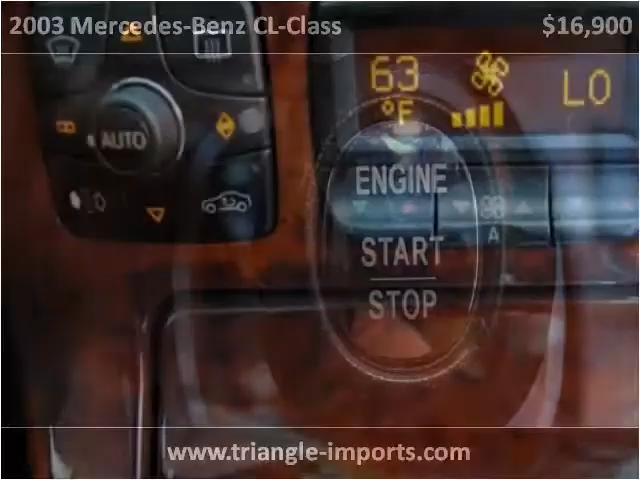 2003 Mercedes-Benz CL-Class $16,900
63 °F LO
AUTO
ENGINE
A
START
STOP
www.triangle-imports.com